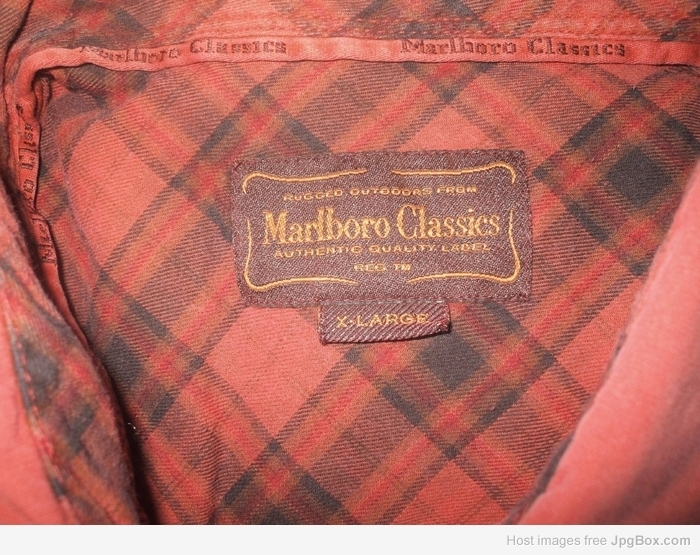 Marlboro Classics Marlboro Classics
RUGGED OUTDOORS FROM
Marlboro Classics
AUTHENTIC QUALITY LABEL
REG TM
X-LARGE
Host images free JpgBox.com